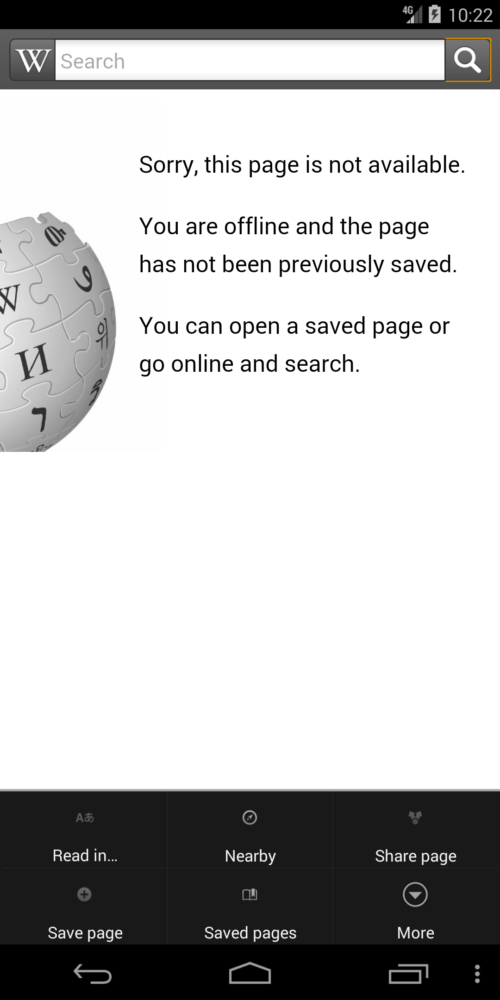 4G 10:22
W Search
Sorry, this page is not available.
You are offline and the page
has not been previously saved.
You can open a saved page or
go online and search.
W
И
위
ו
Aあ
Read in... Nearby Share page
Save page Saved pages More